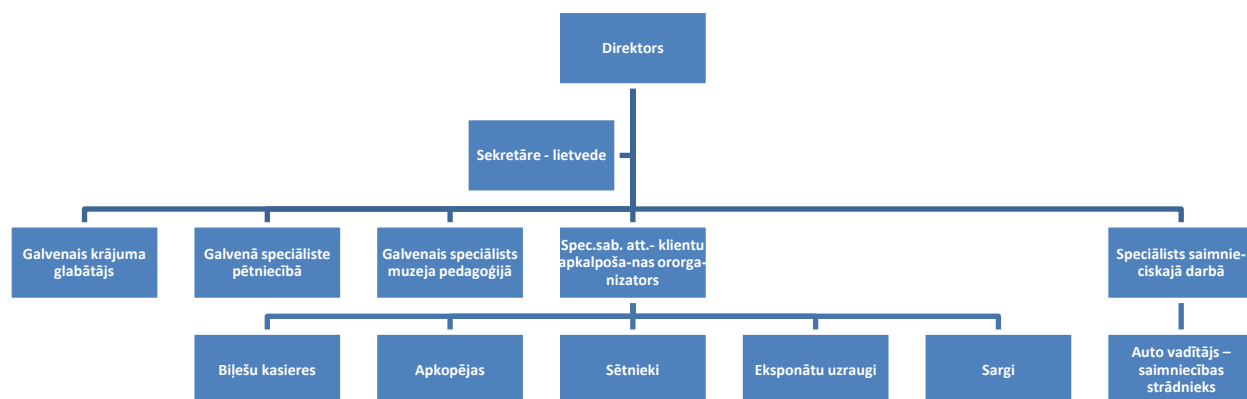 Direktors
Sekretāre - lietvede
Galvenais krājuma
glabātājs
Galvenā speciāliste
pētniecībā
Galvenais speciālists
muzeja pedagoģijā
Spec.sab. att.- klientu
apkalpoša-nas ororga-
nizators
Speciālists saimnie-
ciskajā darbā
Biļešu kasieres
Apkopējas
Sētnieki
Eksponātu uzraugi
Sargi
Auto vadītājs –
saimniecības
strādnieks